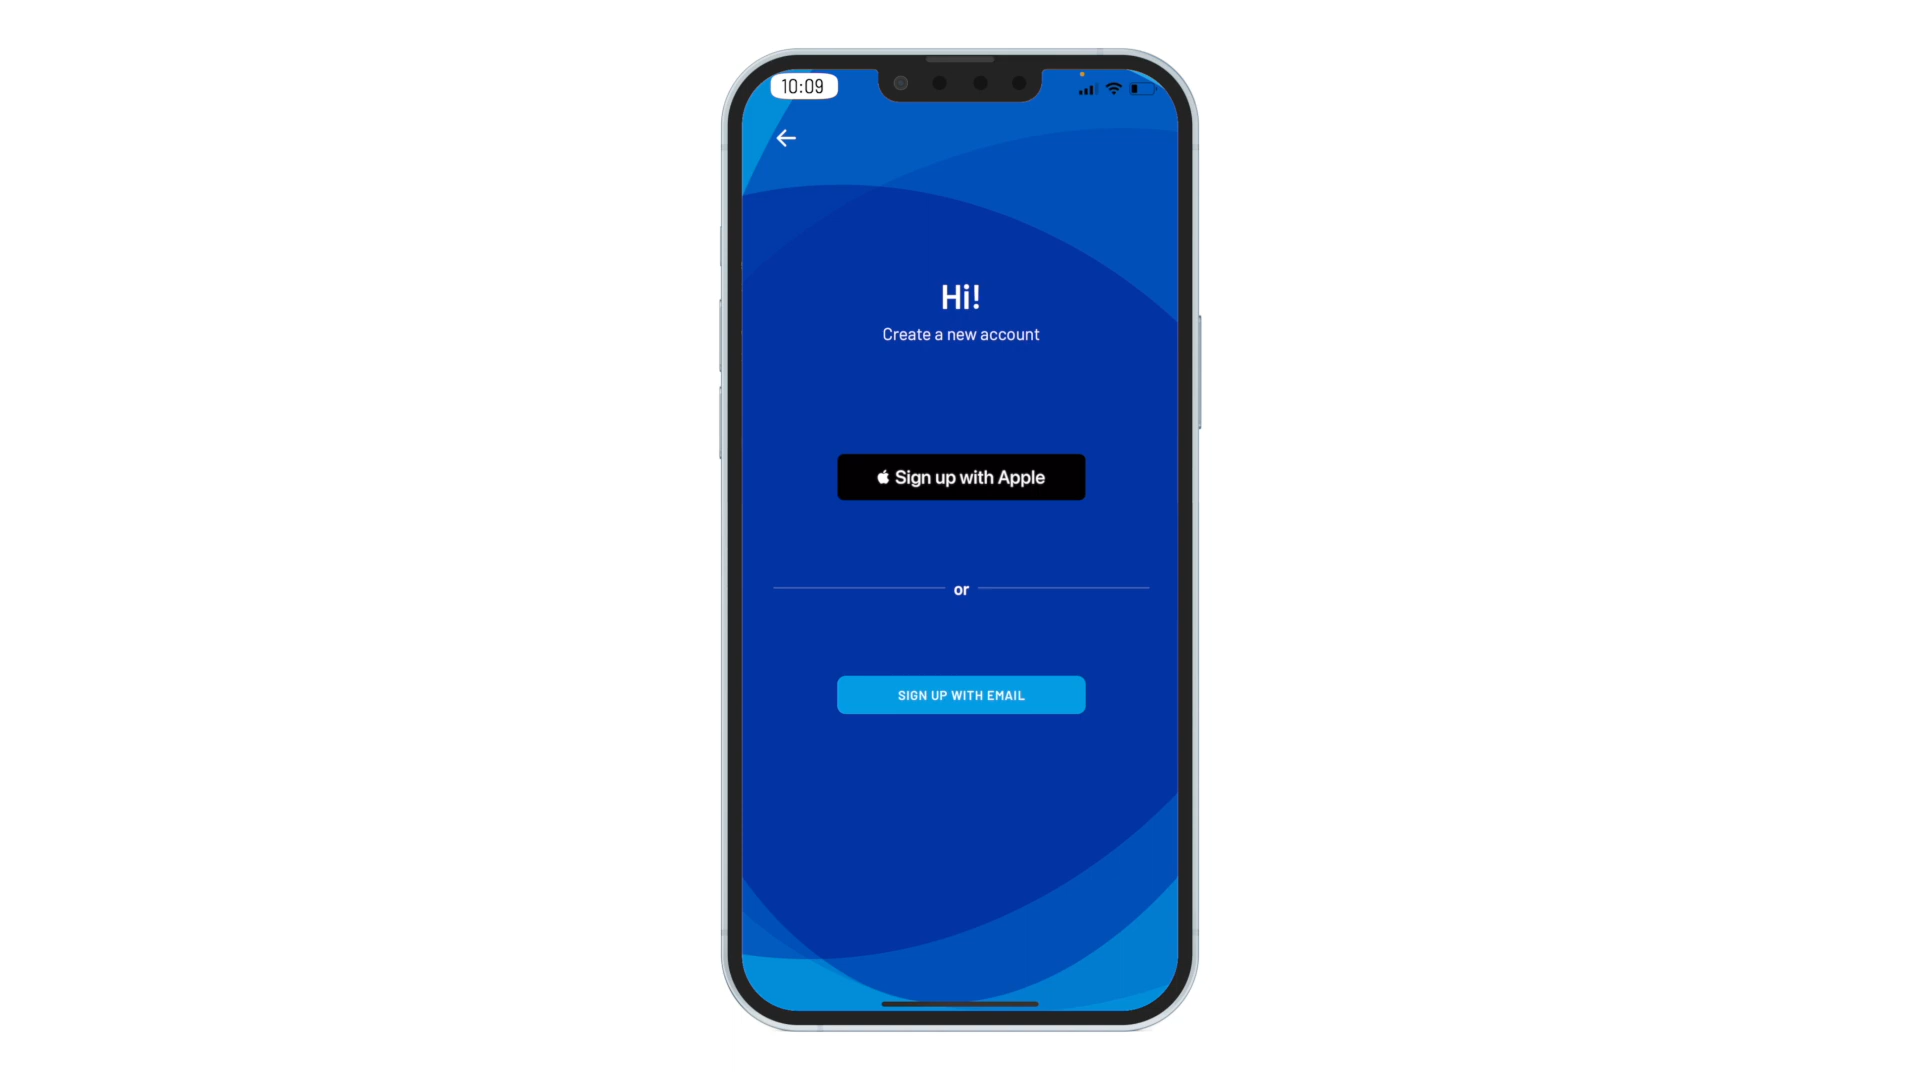 10:09
Hi!
Create a new account
Sign up with Apple
or
SIGN UP WITH EMAIL